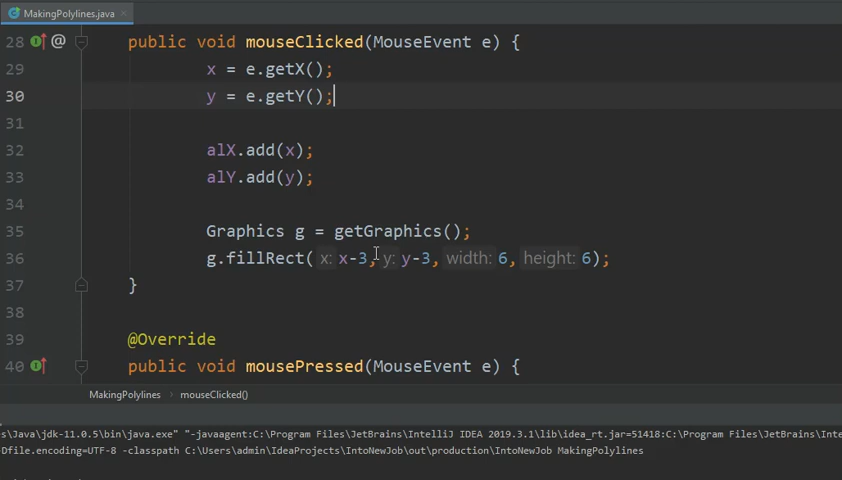 MakingPolylines.java
28 @ public void mouseClicked(MouseEvent e) {
29 x = e.getX();
30 y = e.getY();
31
32 alX.add(x);
33 alY.add(y);
34
35 Graphics g = getGraphics();
36 g.fillRect( x: x-3, y: y-3, width: 6, height: 6);
37 }
38
39 @Override
40 public void mousePressed(MouseEvent e) {
MakingPolylines > mouseClicked()
s\Java\jdk-11.0.5\bin\java.exe" "-javaagent:C:\Program Files\JetBrains\IntelliJ IDEA 2019.3.1\lib\idea_rt.jar=51418:C:\Program Files\JetBrains\Inte
Dfile.encoding=UTF-8 -classpath C:\Users\admin\IdeaProjects\IntoNewJob\out\production\IntoNewJob MakingPolylines